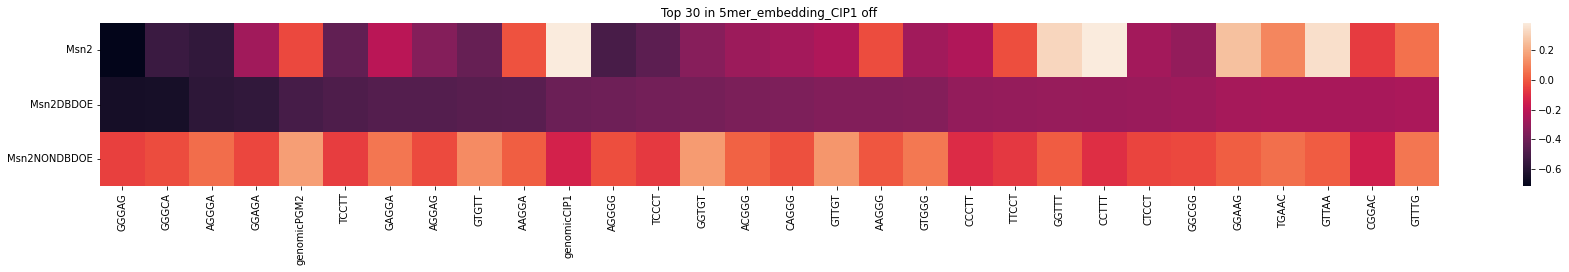 Top 30 in 5mer_embedding_CIP1 off
Msn2
Msn2DBDOE
Msn2NONDBDOE
GGGAG
GGGCA
AGGGA
GGAGA
genomicPGM2
TCCTT
GAGGA
AGGAG
GTGTT
AAGGA
genomicCIP1
AGGGG
TCCCT
GGTGT
ACGGG
CAGGG
GTTGT
AAGGG
GTGGG
CCCTT
TTCCT
GGTTT
CCTTT
CTCCT
GGCGG
GGAAG
TGAAC
GTTAA
CGGAC
GTTTG
0.2
0.0
−0.2
−0.4
−0.6